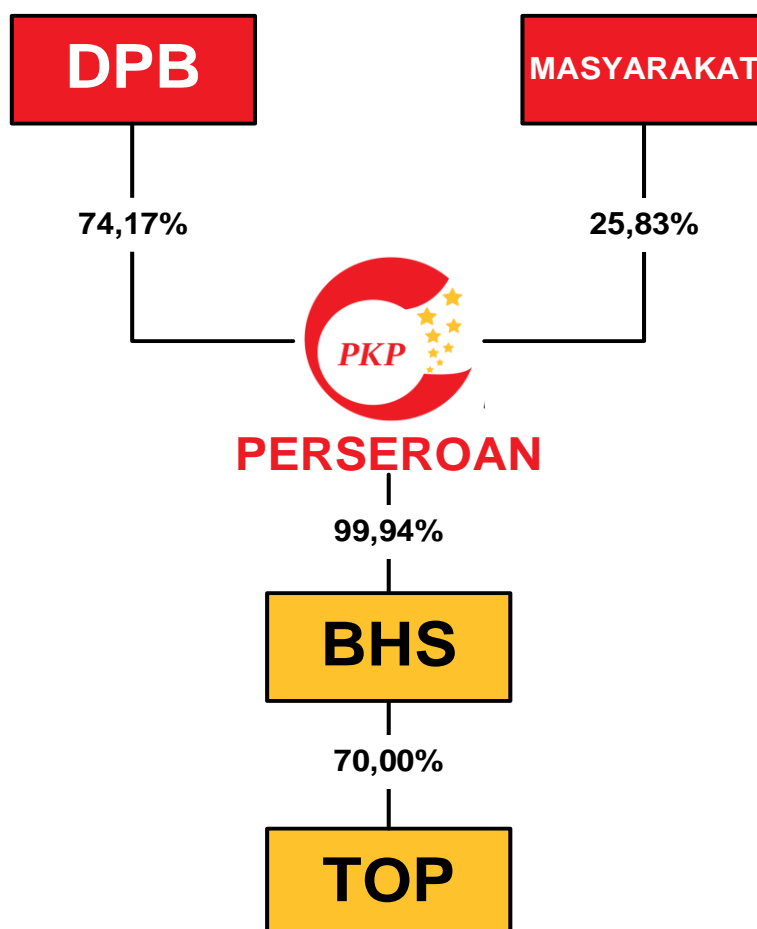 DPB
MASYARAKAT
74,17%
25,83%
PKP
PERSEROAN
99,94%
BHS
70,00%
TOP